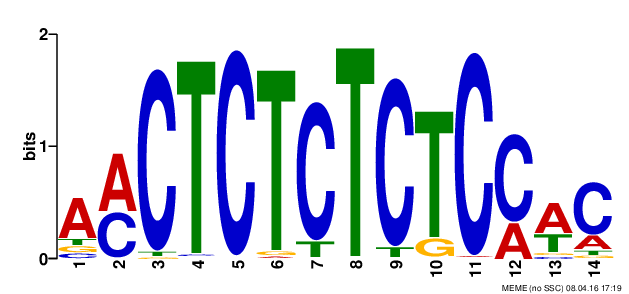 2
bits
1
0
A T G C
A C
C T G
T C
C
T G A
C T
T
C T
T G
C A
C A
A T G C
C A T G
1 2 3 4 5 6 7 8 9 10 11 12 13 14
MEME (no SSC) 08.04.16 17:19